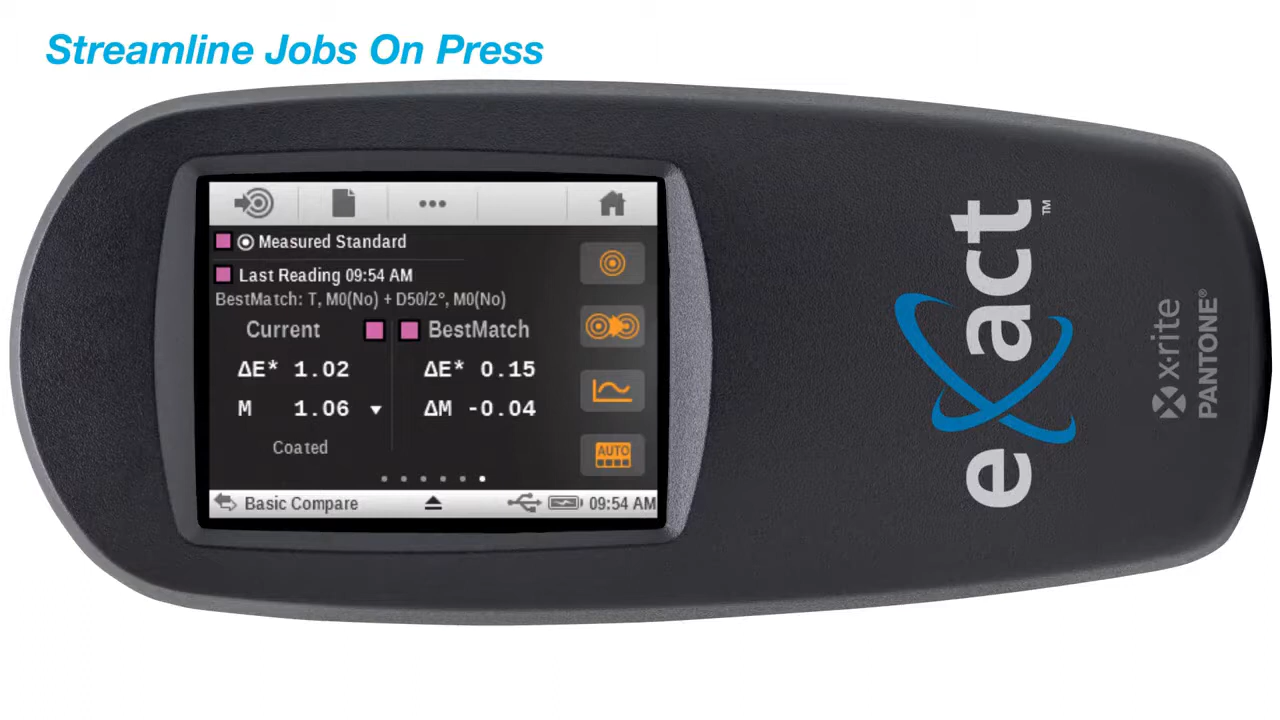 Streamline Jobs On Press
•••
Measured Standard
Last Reading 09:54 AM
BestMatch: T, M0(No) + D50/2°, M0(No)
Current BestMatch
ΔE* 1.02 ΔE* 0.15
M 1.06 ▼ ΔM -0.04
Coated
AUTO
Basic Compare 09:54 AM
eXact™
x·rite
PANTONE®